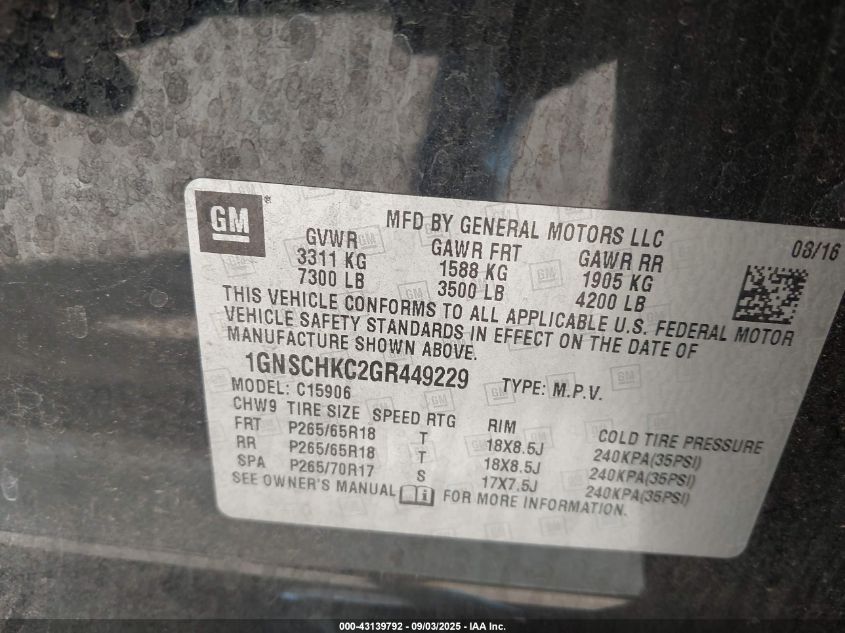 GM®
MFD BY GENERAL MOTORS LLC
08/16
GVWR GAWR FRT GAWR RR
3311 KG 1588 KG 1905 KG
7300 LB 3500 LB 4200 LB
THIS VEHICLE CONFORMS TO ALL APPLICABLE U.S. FEDERAL MOTOR
VEHICLE SAFETY STANDARDS IN EFFECT ON THE DATE OF
MANUFACTURE SHOWN ABOVE.
1GNSCHKC2GR449229 TYPE: M.P.V.
MODEL: C15906
CHW9 TIRE SIZE SPEED RTG RIM COLD TIRE PRESSURE
FRT P265/65R18 T 18X8.5J 240KPA(35PSI)
RR P265/65R18 T 18X8.5J 240KPA(35PSI)
SPA P265/70R17 S 17X7.5J 240KPA(35PSI)
SEE OWNER'S MANUAL FOR MORE INFORMATION.
000-43139792 - 09/03/2025 - IAA Inc.